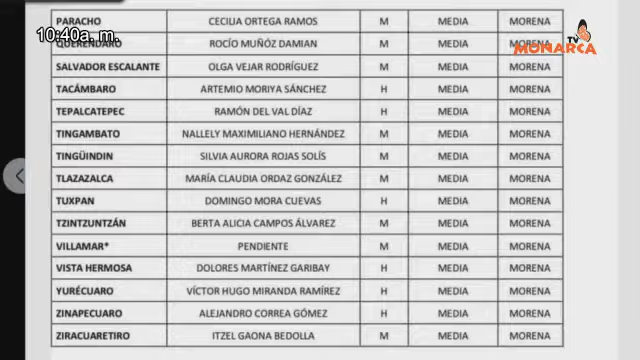 PARACHO CECILIA ORTEGA RAMOS M MEDIA MORENA
10:40a. m.
QUERÉNDARO ROCÍO MUÑÓZ DAMIAN M MEDIA MORENA
TV
MONARCA
SALVADOR ESCALANTE OLGA VEJAR RODRÍGUEZ M MEDIA MORENA
TACÁMBARO ARTEMIO MORIYA SÁNCHEZ H MEDIA MORENA
TEPALCATEPEC RAMÓN DEL VAL DÍAZ H MEDIA MORENA
TINGAMBATO NALLELY MAXIMILIANO HERNÁNDEZ M MEDIA MORENA
TINGÜINDIN SILVIA AURORA ROJAS SOLÍS M MEDIA MORENA
TLAZAZALCA MARÍA CLAUDIA ORDAZ GONZÁLEZ M MEDIA MORENA
TUXPAN DOMINGO MORA CUEVAS H MEDIA MORENA
TZINTZUNTZÁN BERTA ALICIA CAMPOS ÁLVAREZ M MEDIA MORENA
VILLAMAR* PENDIENTE M MEDIA MORENA
VISTA HERMOSA DOLORES MARTÍNEZ GARIBAY H MEDIA MORENA
YURÉCUARO VÍCTOR HUGO MIRANDA RAMÍREZ H MEDIA MORENA
ZINAPECUARO ALEJANDRO CORREA GÓMEZ H MEDIA MORENA
ZIRACUARETIRO ITZEL GAONA BEDOLLA M MEDIA MORENA